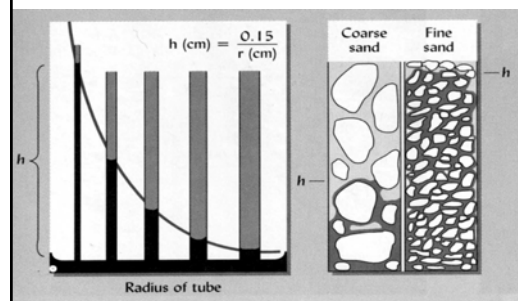 h (cm) = 0.15
r (cm)
h
Radius of tube
Coarse
sand
Fine
sand
h
h